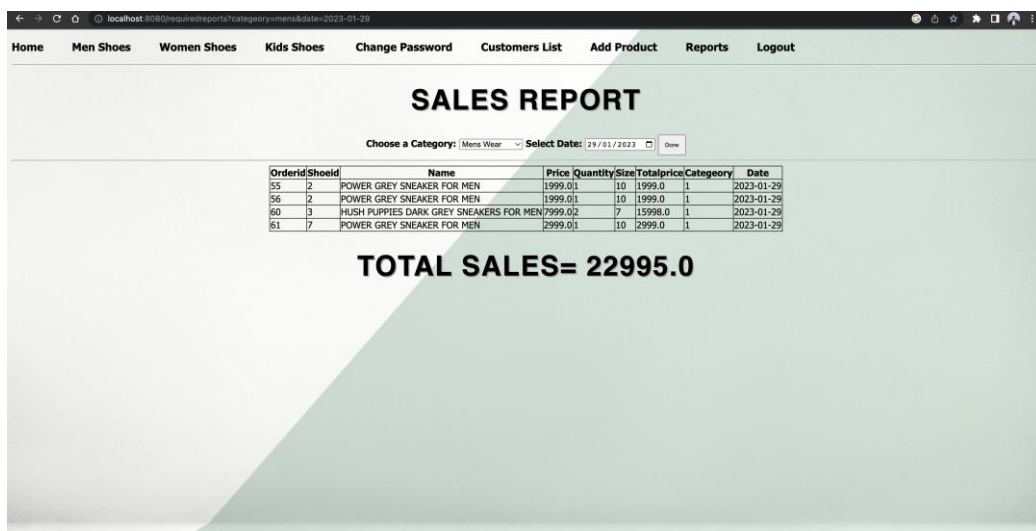 localhost:8080/requiredreports?categeory=mens&date=2023-01-29
Home Men Shoes Women Shoes Kids Shoes Change Password Customers List Add Product Reports Logout
SALES REPORT
Choose a Category: Mens Wear Select Date: 29/01/2023 Done
Orderid Shoeid Name Price Quantity Size Totalprice Categeory Date
55 2 POWER GREY SNEAKER FOR MEN 1999.0 1 10 1999.0 1 2023-01-29
56 2 POWER GREY SNEAKER FOR MEN 1999.0 1 10 1999.0 1 2023-01-29
60 3 HUSH PUPPIES DARK GREY SNEAKERS FOR MEN 7999.0 2 7 15998.0 1 2023-01-29
61 7 POWER GREY SNEAKER FOR MEN 2999.0 1 10 2999.0 1 2023-01-29
TOTAL SALES= 22995.0